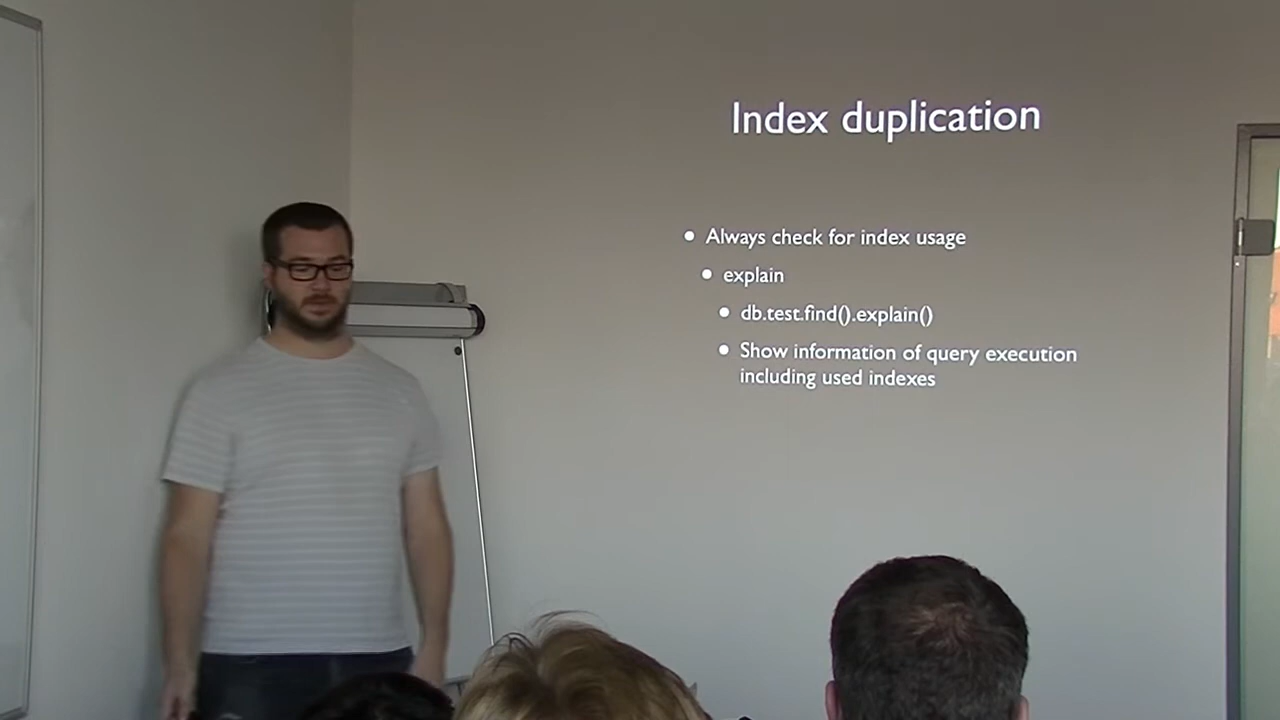 Index duplication
Always check for index usage
explain
db.test.find().explain()
Show information of query execution
including used indexes